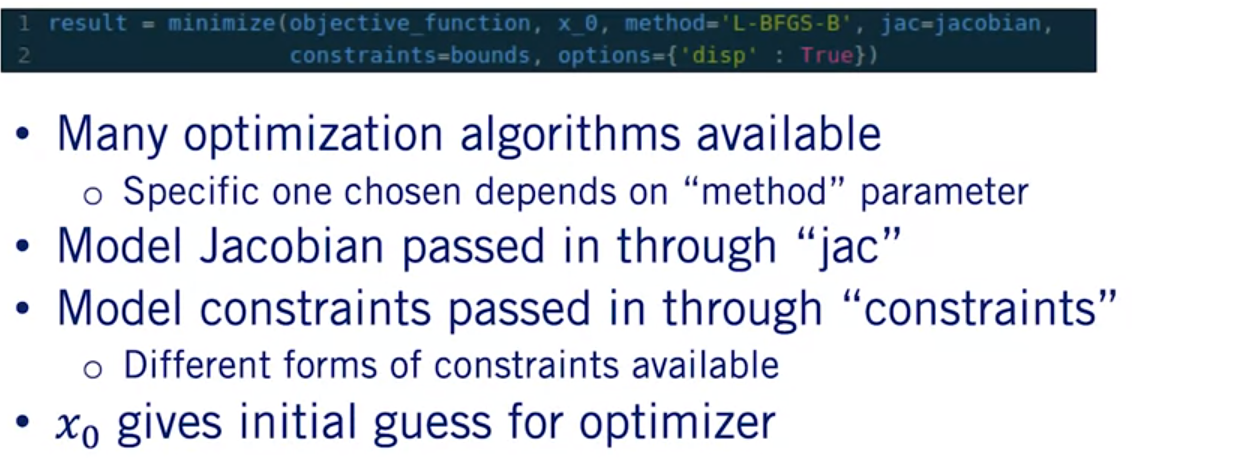 1 result = minimize(objective_function, x_0, method='L-BFGS-B', jac=jacobian,
2 constraints=bounds, options={'disp' : True})
• Many optimization algorithms available
o Specific one chosen depends on “method” parameter
• Model Jacobian passed in through “jac”
• Model constraints passed in through “constraints”
o Different forms of constraints available
• x₀ gives initial guess for optimizer